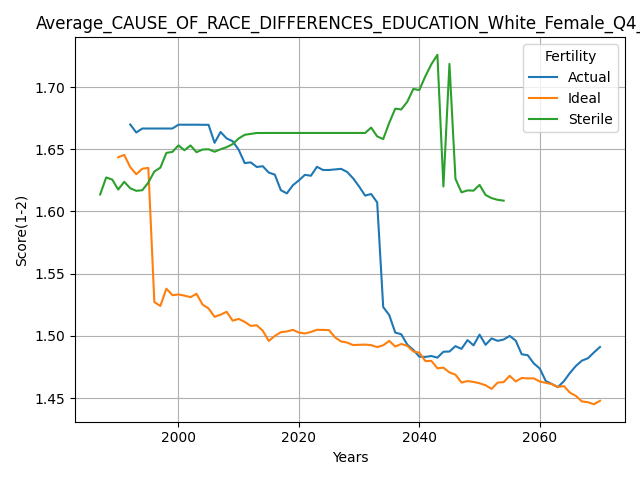 Average_CAUSE_OF_RACE_DIFFERENCES_EDUCATION_White_Female_Q4_
Fertility
Actual
Ideal
Sterile
1.70
1.65
1.60
1.55
1.50
1.45
Score(1-2)
2000 2020 2040 2060
Years